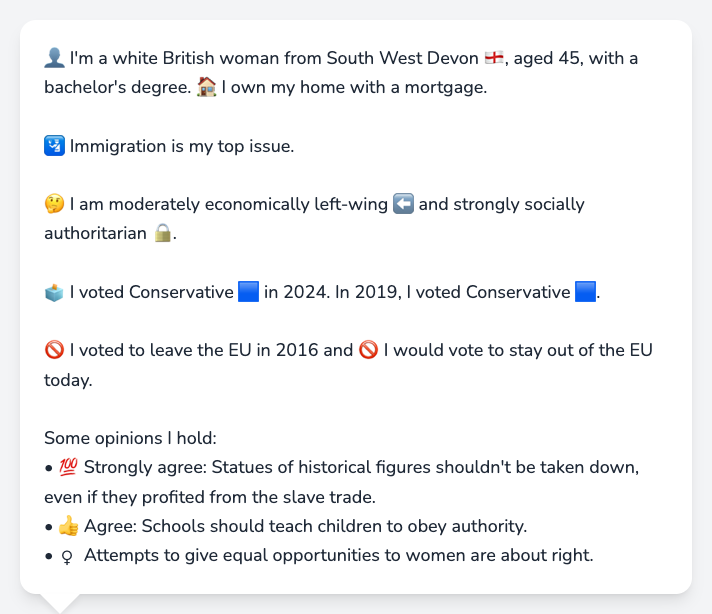 👤 I'm a white British woman from South West Devon 🏴󠁧󠁢󠁥󠁮󠁧󠁿, aged 45, with a
bachelor's degree. 🏠 I own my home with a mortgage.
🛂 Immigration is my top issue.
🤔 I am moderately economically left-wing ⬅️ and strongly socially
authoritarian 🔒.
🗳️ I voted Conservative 🟦 in 2024. In 2019, I voted Conservative 🟦.
🚫 I voted to leave the EU in 2016 and 🚫 I would vote to stay out of the EU
today.
Some opinions I hold:
• 💯 Strongly agree: Statues of historical figures shouldn't be taken down,
even if they profited from the slave trade.
• 👍 Agree: Schools should teach children to obey authority.
• ♀ Attempts to give equal opportunities to women are about right.